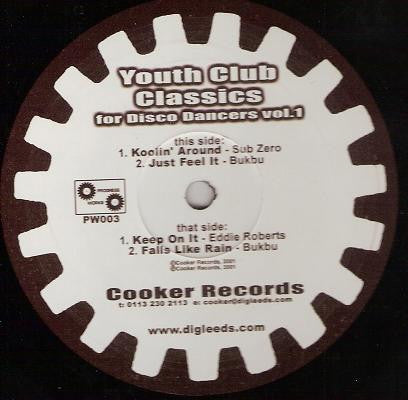 Youth Club
Classics
for Disco Dancers vol.1
this side:
1. Koolin' Around - Sub Zero
2. Just Feel It - Bukbu
PROGRESS
WORKS
PW003
that side:
1. Keep On It - Eddie Roberts
2. Falls Like Rain - Bukbu
©Cooker Records, 2001
©Cooker Records, 2001
Cooker Records
t: 0113 230 2113 e: cooker@digleeds.com
www.digleeds.com